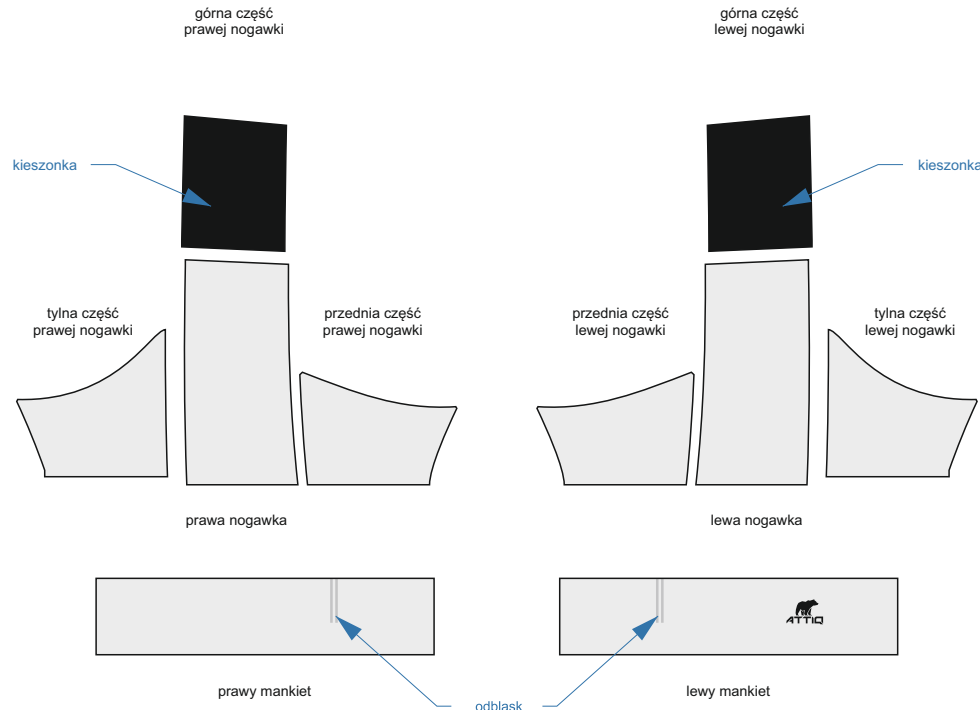 górna część
prawej nogawki
górna część
lewej nogawki
kieszonka
kieszonka
tylna część
prawej nogawki
przednia część
prawej nogawki
przednia część
lewej nogawki
tylna część
lewej nogawki
prawa nogawka
lewa nogawka
ATTIQ
prawy mankiet
lewy mankiet
odblask